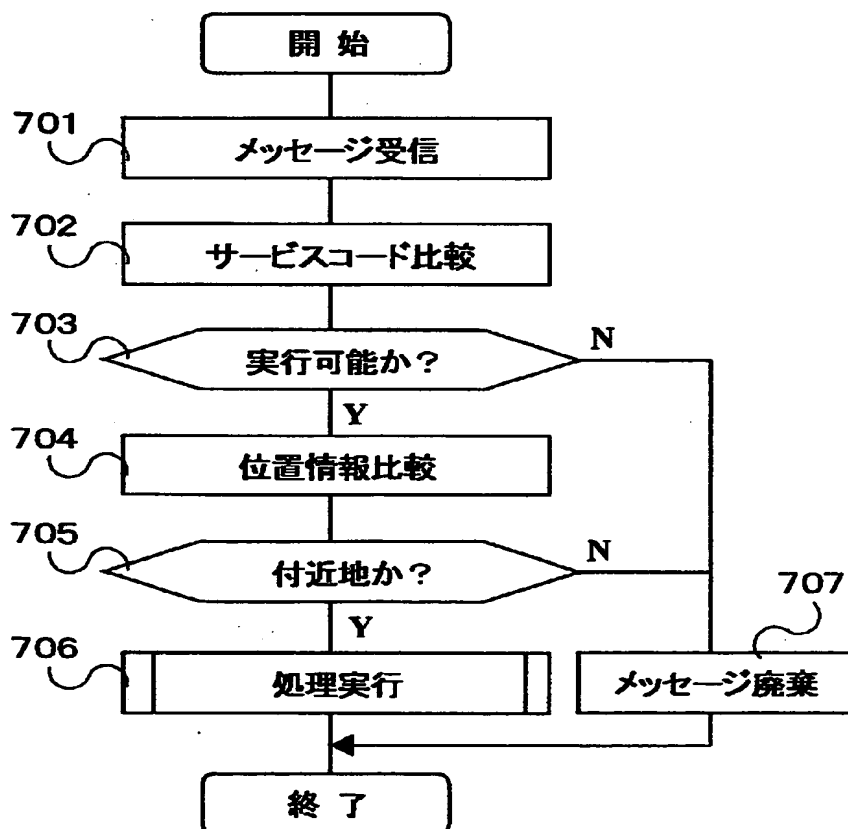 開 始
701
メッセージ受信
702
サービスコード比較
703
実行可能か?
N
Y
704
位置情報比較
705
付近地か?
N
Y
707
706
処理実行
メッセージ廃棄
終 了